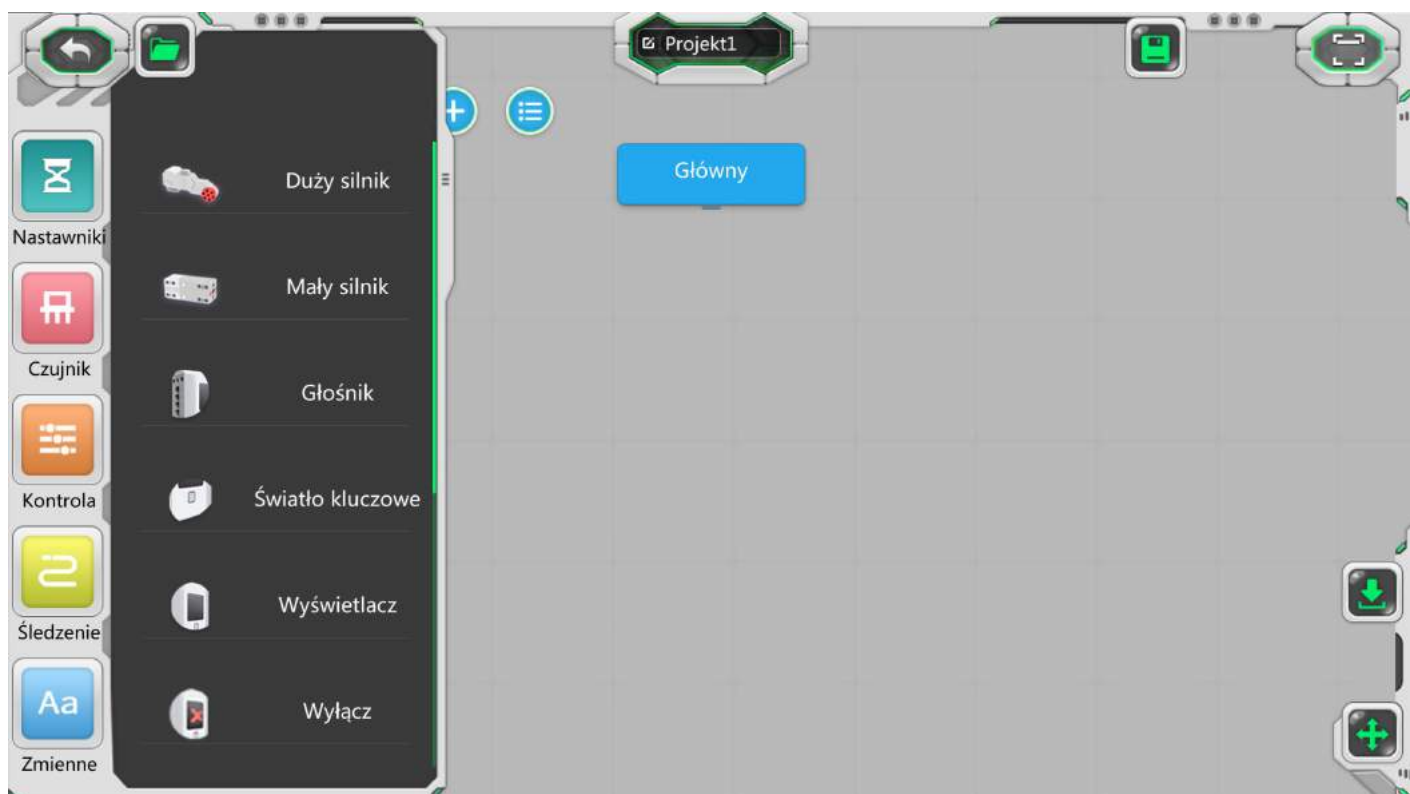 Projekt1
Główny
Nastawniki
Czujnik
Kontrola
Śledzenie
Aa
Zmienne
Duży silnik
Mały silnik
Głośnik
Światło kluczowe
Wyświetlacz
Wyłącz